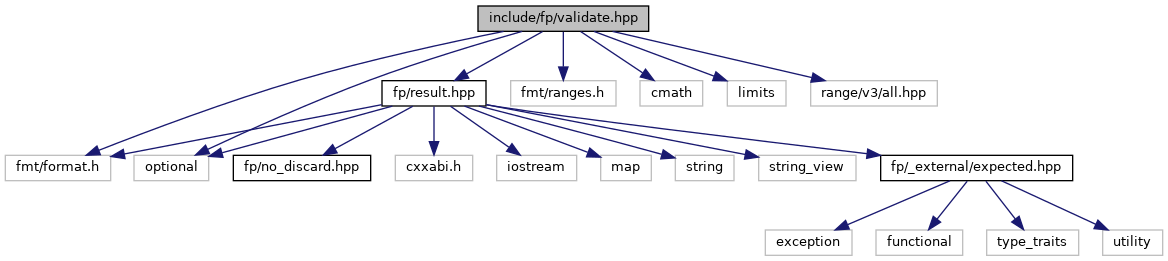 include/fp/validate.hpp
fp/result.hpp
fmt/ranges.h
cmath
limits
range/v3/all.hpp
fmt/format.h
optional
fp/no_discard.hpp
cxxabi.h
iostream
map
string
string_view
fp/_external/expected.hpp
exception
functional
type_traits
utility